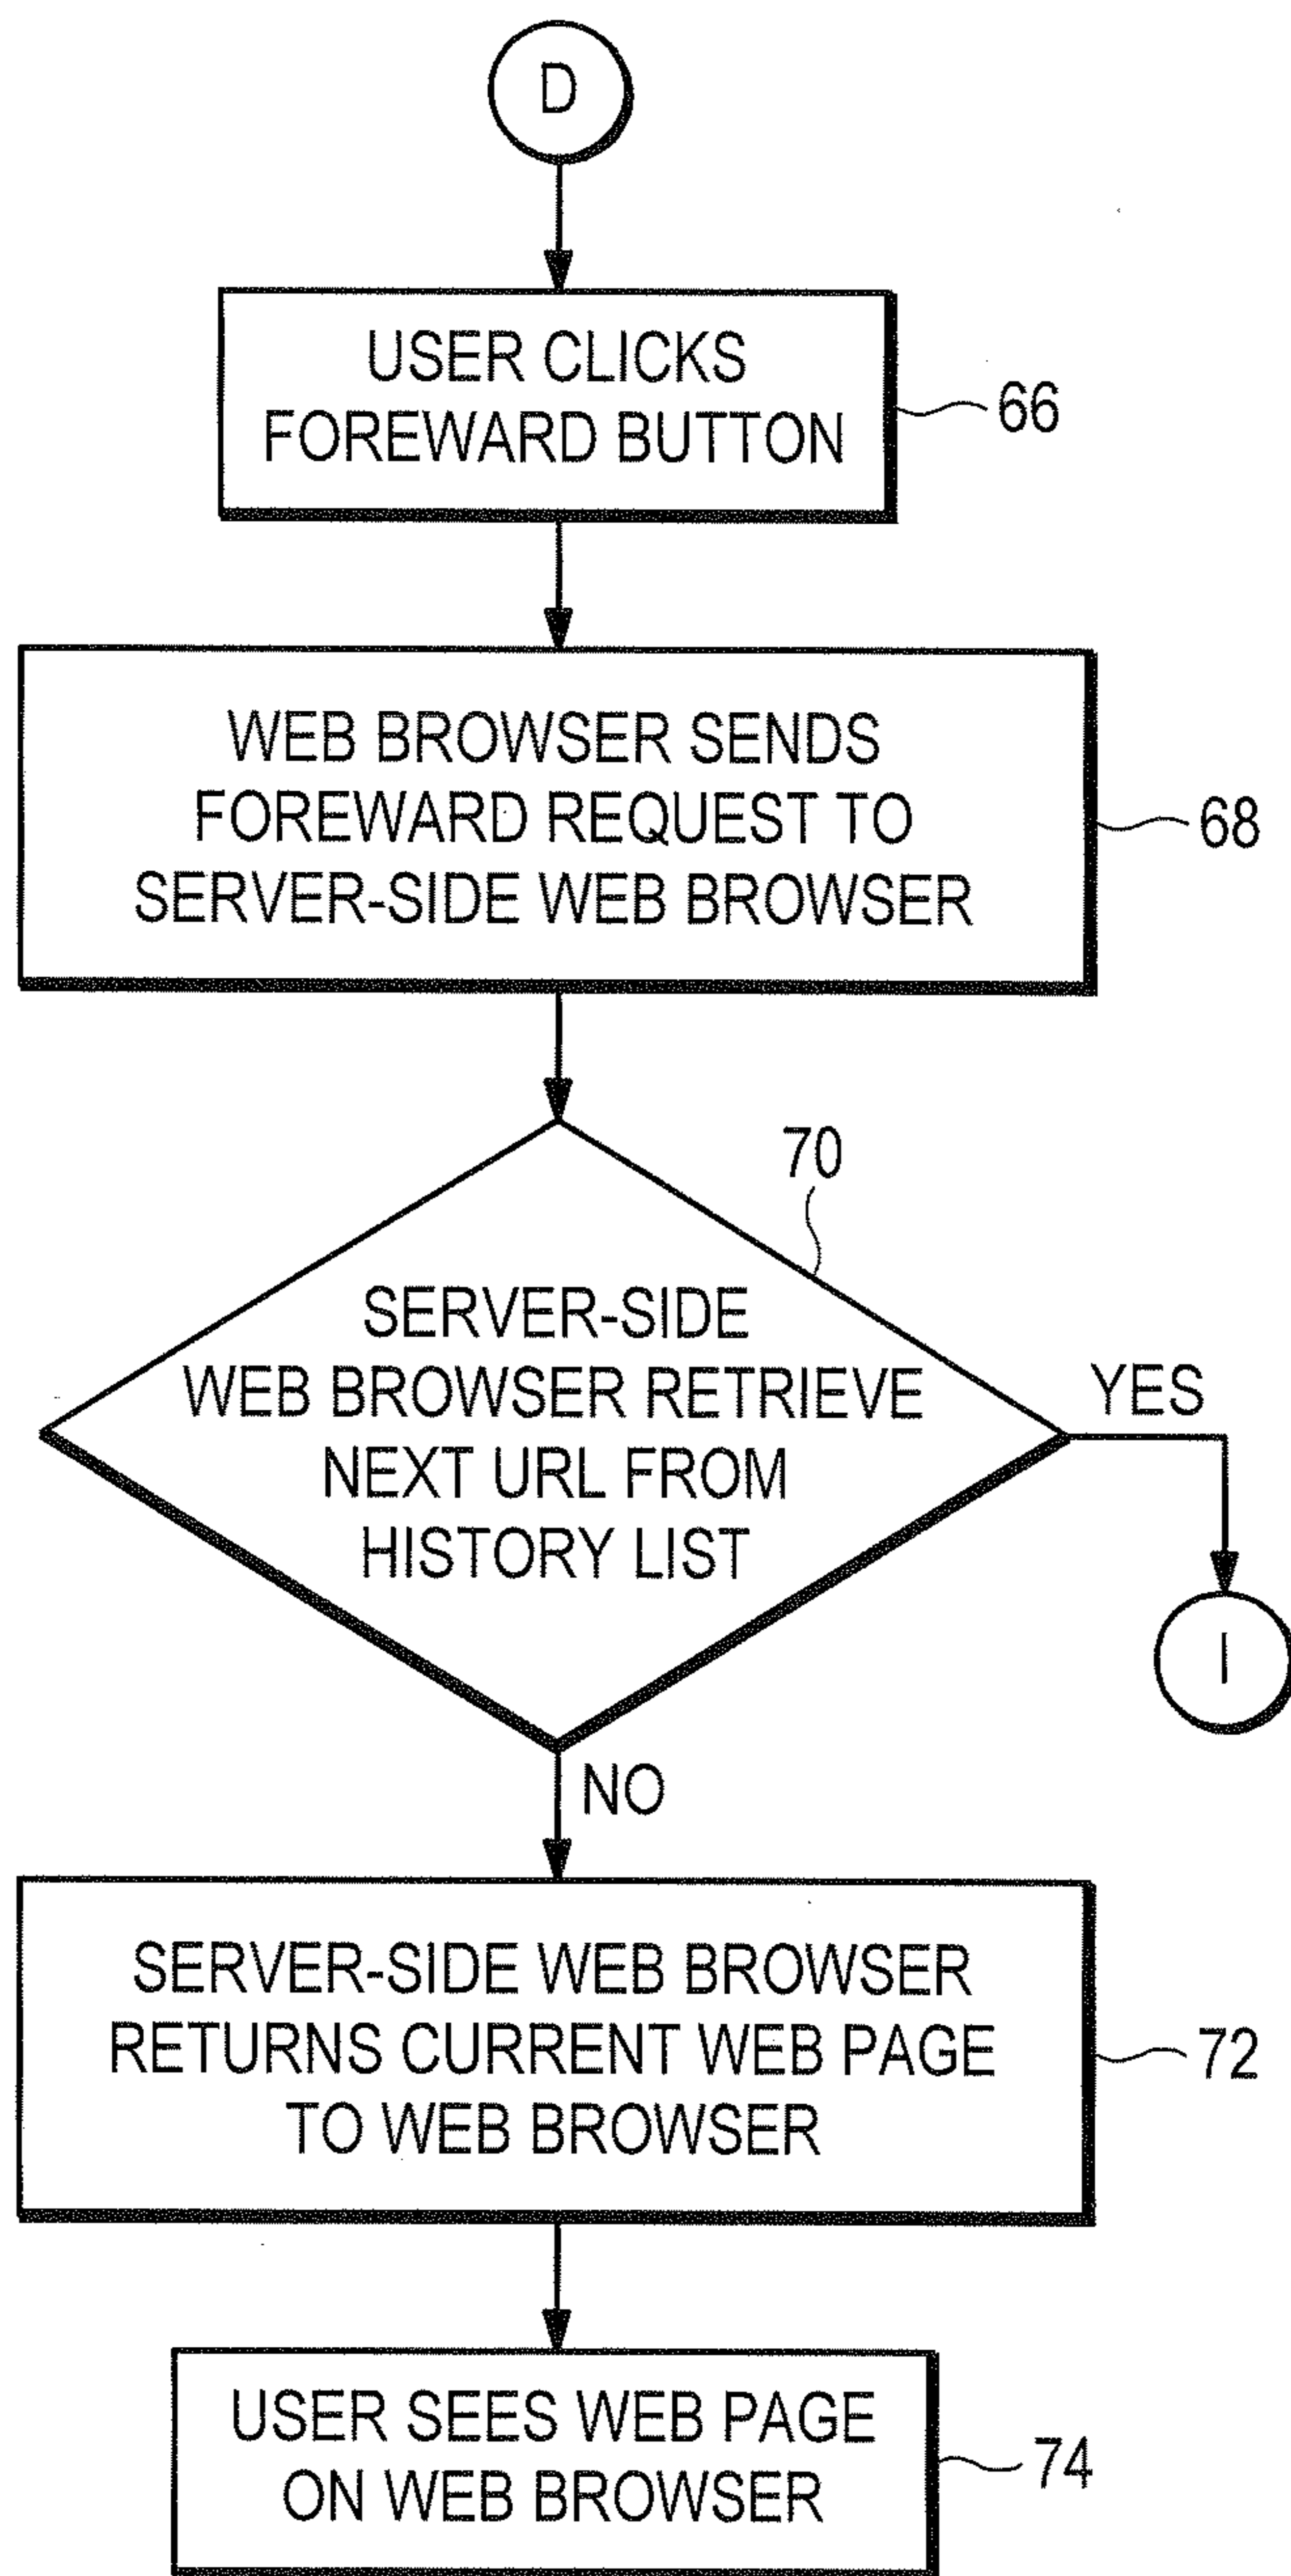 D
USER CLICKS
FOREWARD BUTTON
66
WEB BROWSER SENDS
FOREWARD REQUEST TO
SERVER-SIDE WEB BROWSER
68
70
SERVER-SIDE
WEB BROWSER RETRIEVE
NEXT URL FROM
HISTORY LIST
YES
I
NO
SERVER-SIDE WEB BROWSER
RETURNS CURRENT WEB PAGE
TO WEB BROWSER
72
USER SEES WEB PAGE
ON WEB BROWSER
74